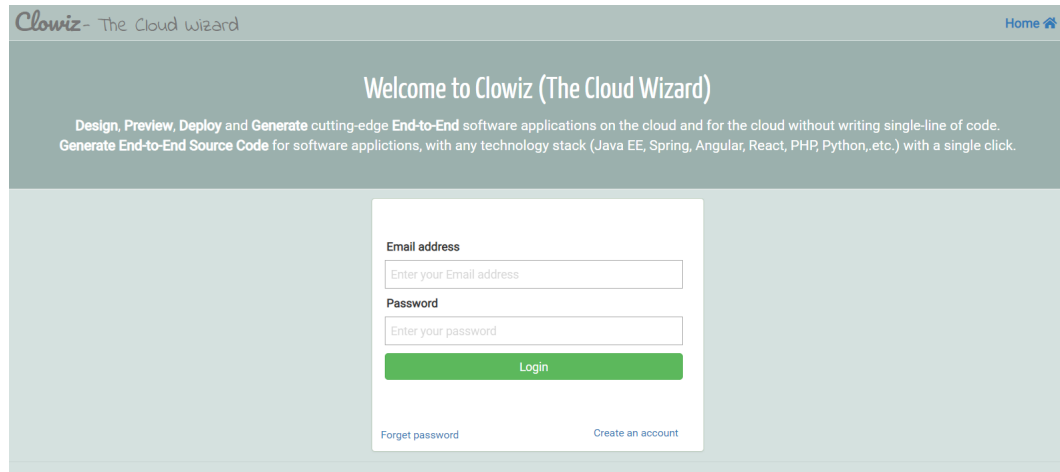 Clowiz - The Cloud Wizard
Home
Welcome to Clowiz (The Cloud Wizard)
Design, Preview, Deploy and Generate cutting-edge End-to-End software applications on the cloud and for the cloud without writing single-line of code.
Generate End-to-End Source Code for software applictions, with any technology stack (Java EE, Spring, Angular, React, PHP, Python,.etc.) with a single click.
Email address
Enter your Email address
Password
Enter your password
Login
Forget password
Create an account